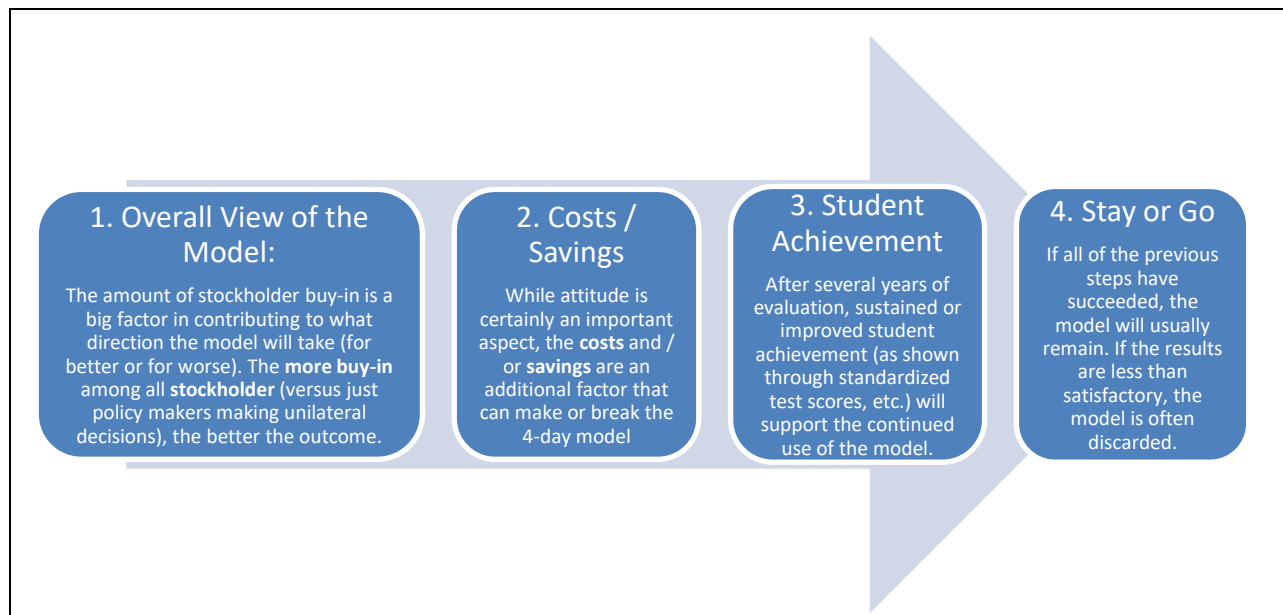 1. Overall View of the
Model:
The amount of stockholder buy-in is a
big factor in contributing to what
direction the model will take (for
better or for worse). The more buy-in
among all stockholder (versus just
policy makers making unilateral
decisions), the better the outcome.
2. Costs /
Savings
While attitude is
certainly an important
aspect, the costs and /
or savings are an
additional factor that
can make or break the
4-day model
3. Student
Achievement
After several years of
evaluation, sustained or
improved student
achievement (as shown
through standardized
test scores, etc.) will
support the continued
use of the model.
4. Stay or Go
If all of the previous
steps have
succeeded, the
model will usually
remain. If the results
are less than
satisfactory, the
model is often
discarded.